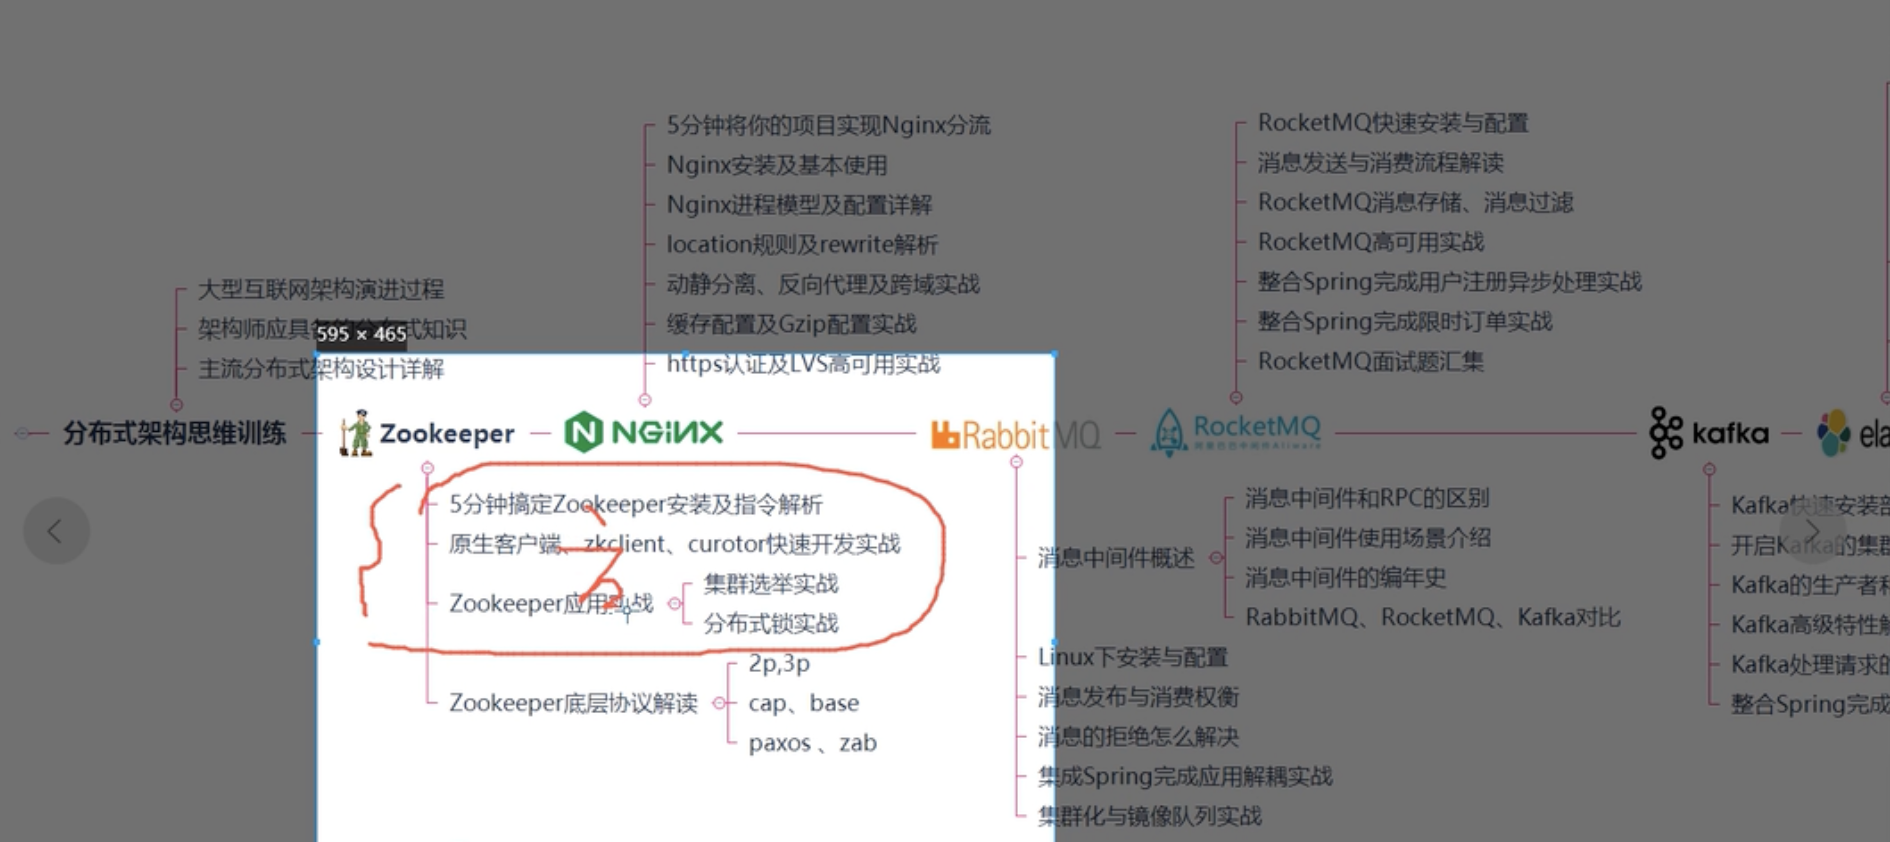 5分钟将你的项目实现Nginx分流
Nginx安装及基本使用
Nginx进程模型及配置详解
location规则及rewrite解析
动静分离、反向代理及跨域实战
缓存配置及Gzip配置实战
https认证及LVS高可用实战
RocketMQ快速安装与配置
消息发送与消费流程解读
RocketMQ消息存储、消息过滤
RocketMQ高可用实战
整合Spring完成用户注册异步处理实战
整合Spring完成限时订单实战
RocketMQ面试题汇集
大型互联网架构演进过程
架构师应具备的分布式知识
595 × 465
主流分布式架构设计详解
分布式架构思维训练
Zookeeper
NGINX
RabbitMQ
RocketMQ
kafka
ela
5分钟搞定Zookeeper安装及指令解析
原生客户端、zkclient、curotor快速开发实战
Zookeeper应用实战
集群选举实战
分布式锁实战
Zookeeper底层协议解读
2p,3p
cap、base
paxos 、zab
消息中间件概述
消息中间件和RPC的区别
消息中间件使用场景介绍
消息中间件的编年史
RabbitMQ、RocketMQ、Kafka对比
Linux下安装与配置
消息发布与消费权衡
消息的拒绝怎么解决
集成Spring完成应用解耦实战
集群化与镜像队列实战
Kafka快速安装部
开启Kafka的集群
Kafka的生产者和
Kafka高级特性解
Kafka处理请求的
整合Spring完成